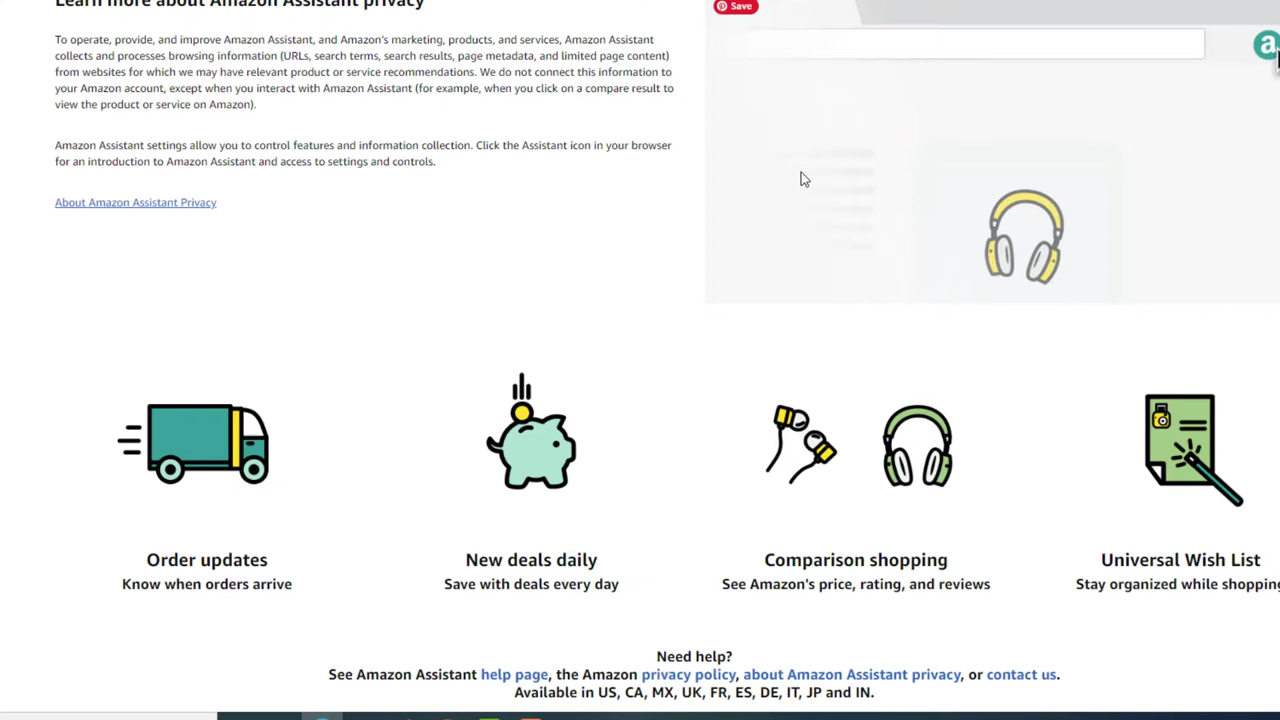 Learn more about Amazon Assistant privacy
Save
To operate, provide, and improve Amazon Assistant, and Amazon's marketing, products, and services, Amazon Assistant
collects and processes browsing information (URLs, search terms, search results, page metadata, and limited page content)
from websites for which we may have relevant product or service recommendations. We do not connect this information to
your Amazon account, except when you interact with Amazon Assistant (for example, when you click on a compare result to
view the product or service on Amazon).
Amazon Assistant settings allow you to control features and information collection. Click the Assistant icon in your browser
for an introduction to Amazon Assistant and access to settings and controls.
About Amazon Assistant Privacy
a
Order updates
Know when orders arrive
New deals daily
Save with deals every day
Comparison shopping
See Amazon's price, rating, and reviews
Universal Wish List
Stay organized while shopping
Need help?
See Amazon Assistant help page, the Amazon privacy policy, about Amazon Assistant privacy, or contact us.
Available in US, CA, MX, UK, FR, ES, DE, IT, JP and IN.